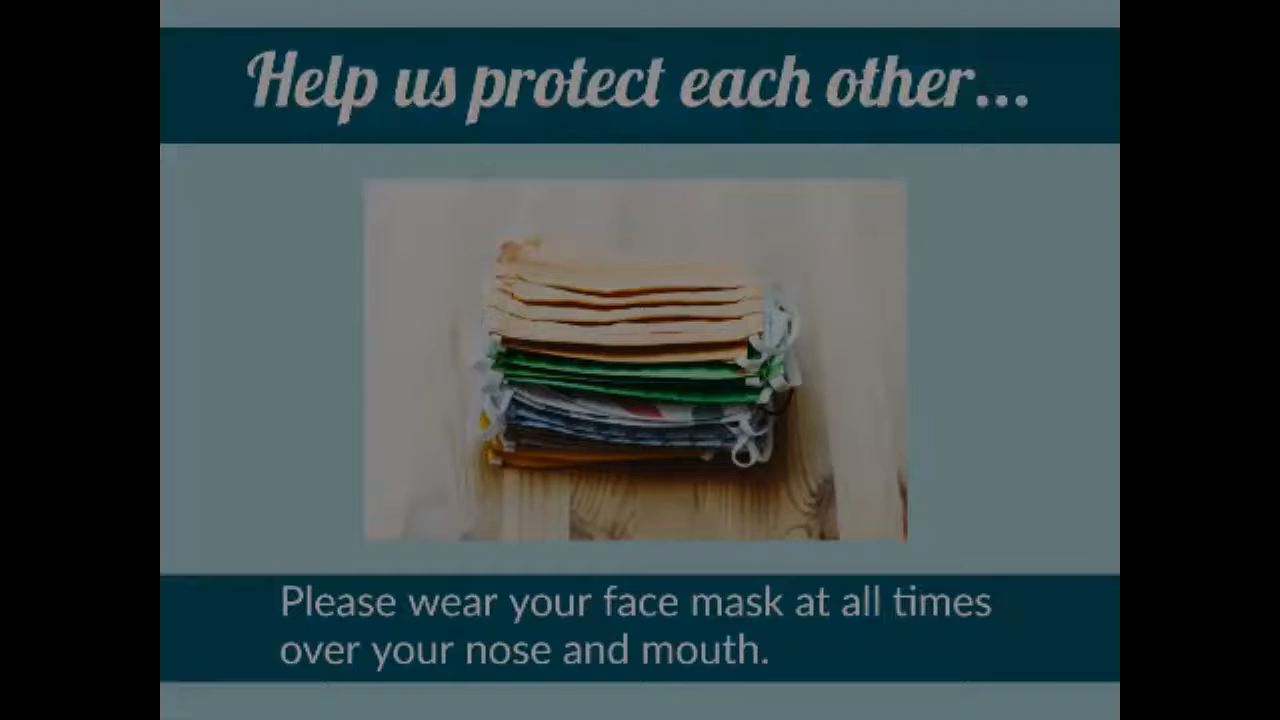 Help us protect each other...
Please wear your face mask at all times
over your nose and mouth.